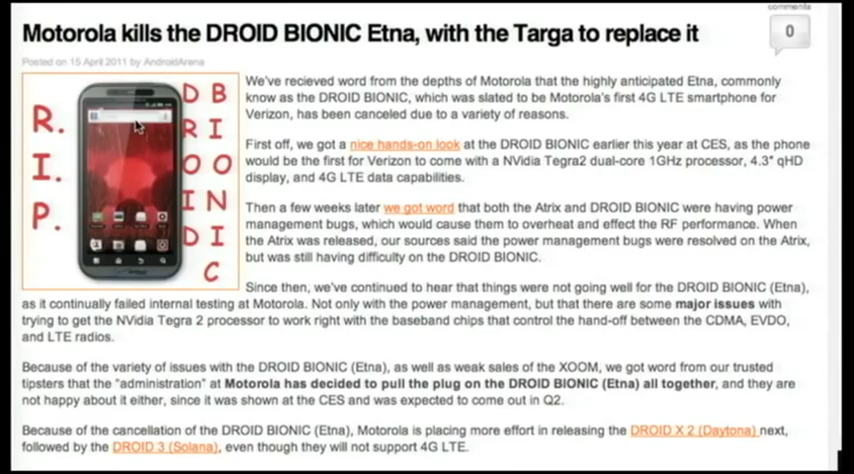 comments
0
Motorola kills the DROID BIONIC Etna, with the Targa to replace it
Posted on 15 April 2011 by AndroidArena
R.
I.
P.
DROID
BIONIC
We've recieved word from the depths of Motorola that the highly anticipated Etna, commonly
know as the DROID BIONIC, which was slated to be Motorola's first 4G LTE smartphone for
Verizon, has been canceled due to a variety of reasons.
First off, we got a nice hands-on look at the DROID BIONIC earlier this year at CES, as the phone
would be the first for Verizon to come with a NVidia Tegra2 dual-core 1GHz processor, 4.3" qHD
display, and 4G LTE data capabilities.
Then a few weeks later we got word that both the Atrix and DROID BIONIC were having power
management bugs, which would cause them to overheat and effect the RF performance. When
the Atrix was released, our sources said the power management bugs were resolved on the Atrix,
but was still having difficulty on the DROID BIONIC.
Since then, we've continued to hear that things were not going well for the DROID BIONIC (Etna),
as it continually failed internal testing at Motorola. Not only with the power management, but that there are some major issues with
trying to get the NVidia Tegra 2 processor to work right with the baseband chips that control the hand-off between the CDMA, EVDO,
and LTE radios.
Because of the variety of issues with the DROID BIONIC (Etna), as well as weak sales of the XOOM, we got word from our trusted
tipsters that the "administration" at Motorola has decided to pull the plug on the DROID BIONIC (Etna) all together, and they are
not happy about it either, since it was shown at the CES and was expected to come out in Q2.
Because of the cancellation of the DROID BIONIC (Etna), Motorola is placing more effort in releasing the DROID X 2 (Daytona) next,
followed by the DROID 3 (Solana), even though they will not support 4G LTE.